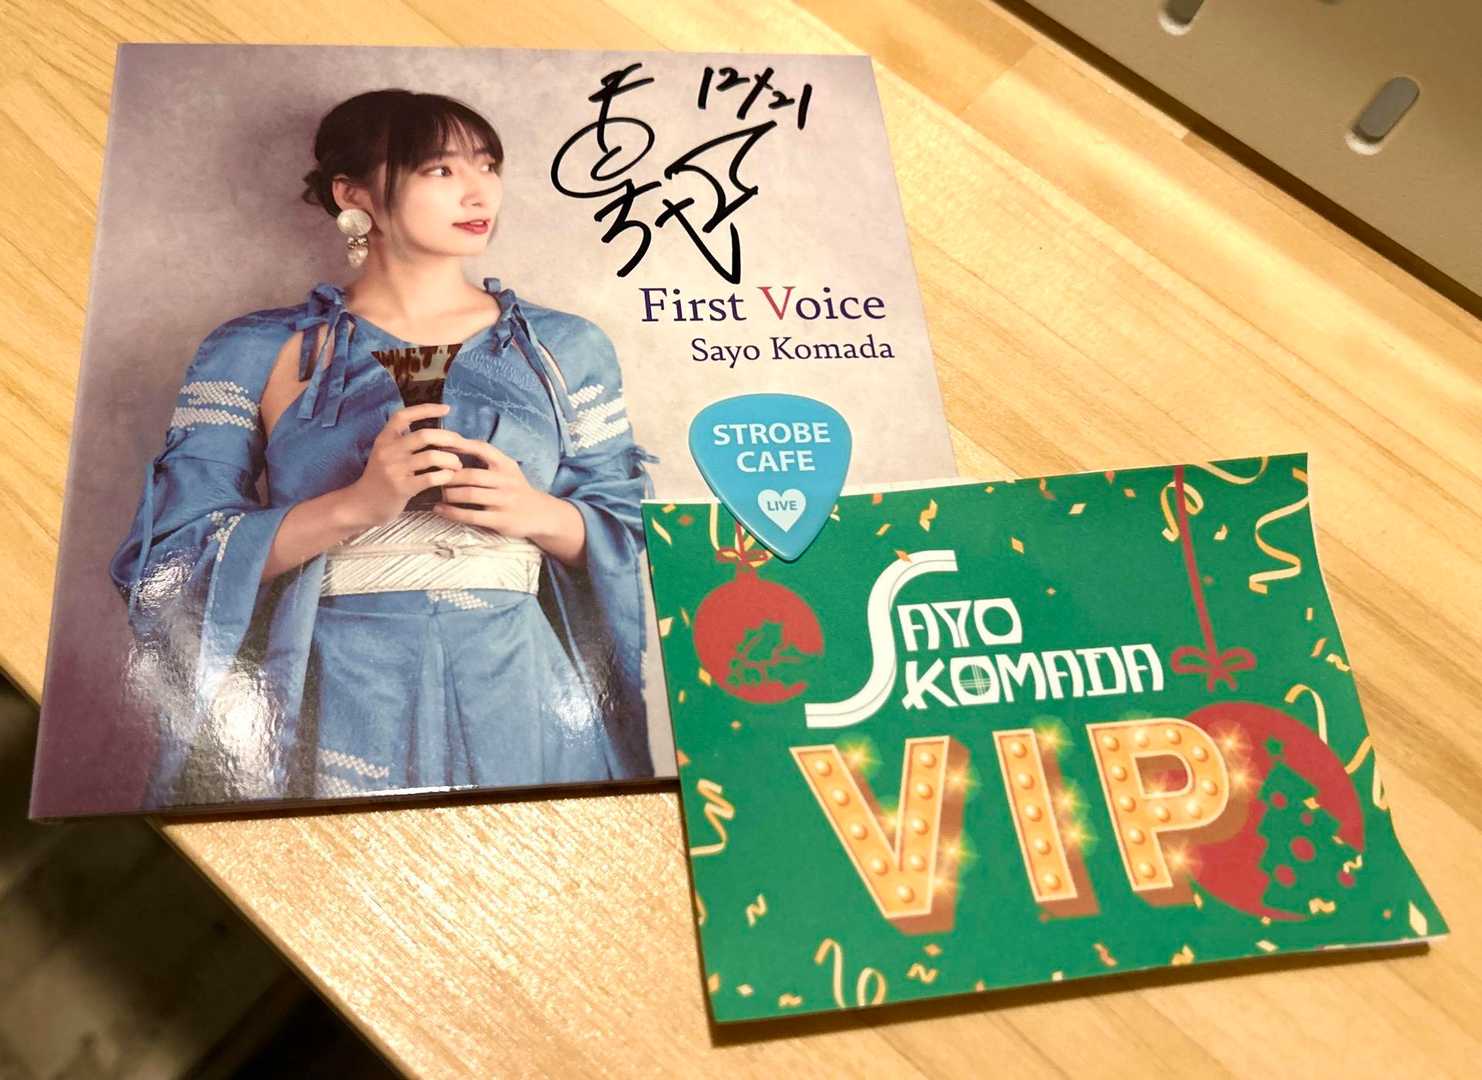 12/21
First Voice
Sayo Komada
STROBE
CAFE
LIVE
SAYO
KOMADA
VIP